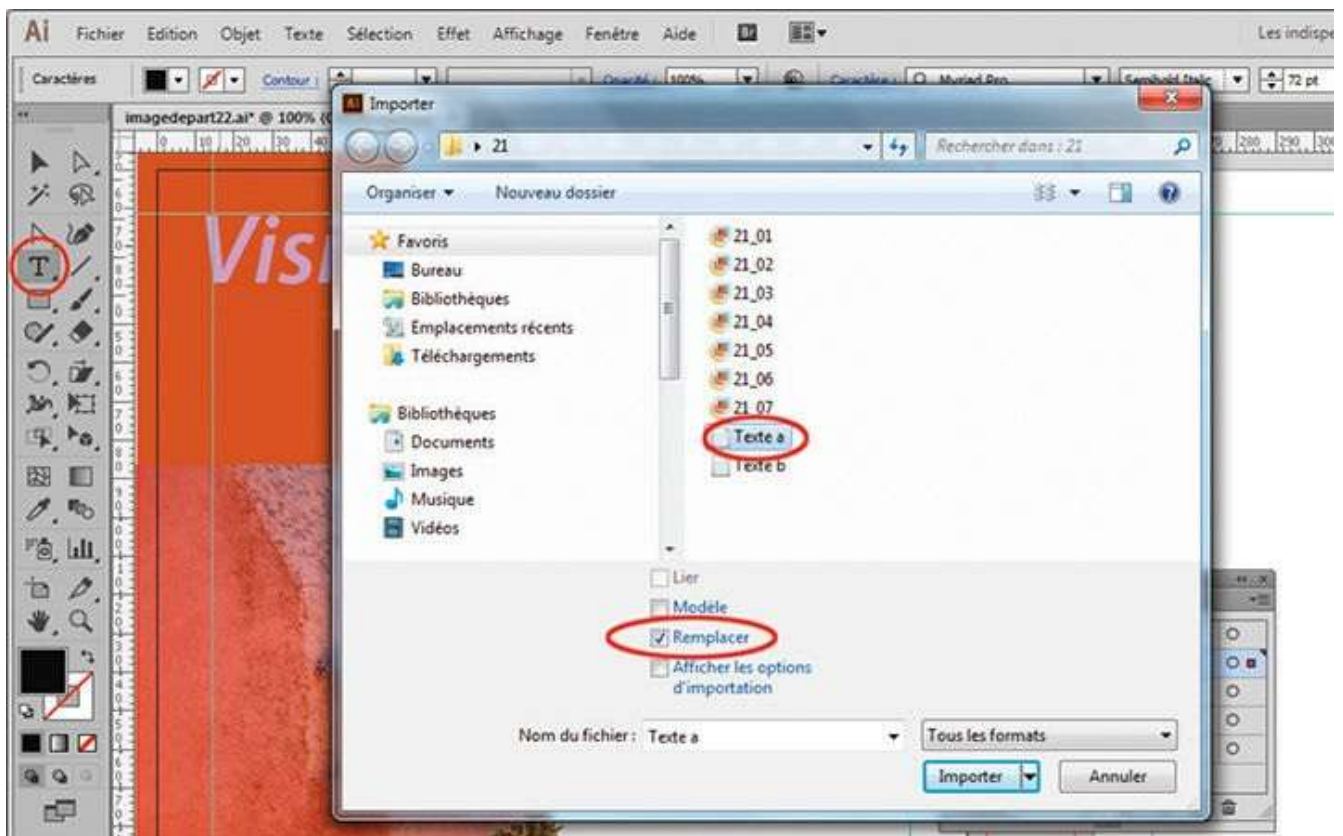 Ai Fichier Edition Objet Texte Sélection Effet Affichage Fenêtre Aide Br Les indispe
Caractères Contour : Opacité : 100% Caractère : Myriad Pro Semibold Italic 72 pt
imagedepart22.ai* @ 100%
Importer
21
Rechercher dans : 21
Organiser Nouveau dossier
Visi
Favoris
Bureau
Bibliothèques
Emplacements récents
Téléchargements
Bibliothèques
Documents
Images
Musique
Vidéos
21_01
21_02
21_03
21_04
21_05
21_06
21_07
Texte a
Texte b
Lier
Modèle
Remplacer
Afficher les options
d'importation
Nom du fichier : Texte a Tous les formats
Importer Annuler